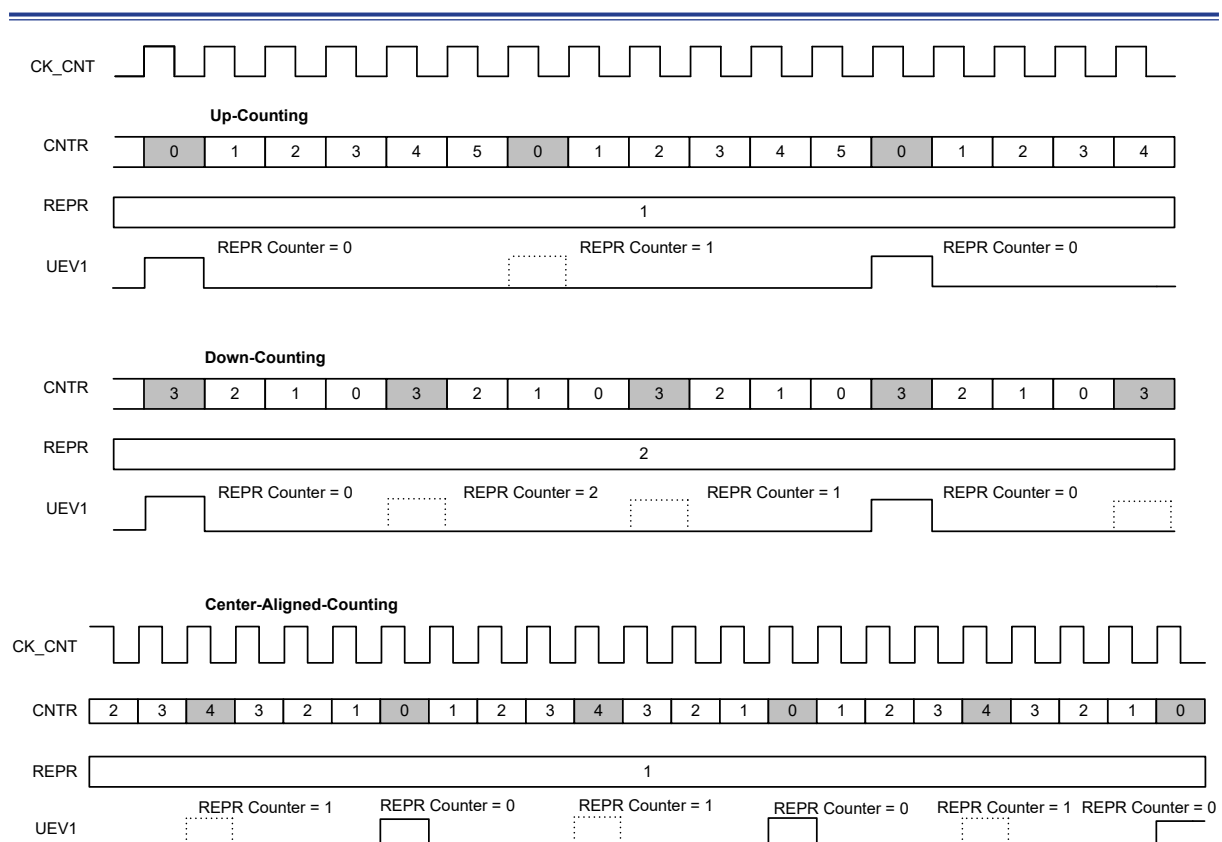 CK_CNT
Up-Counting
CNTR 0 1 2 3 4 5 0 1 2 3 4 5 0 1 2 3 4
REPR 1
REPR Counter = 0 REPR Counter = 1 REPR Counter = 0
UEV1
Down-Counting
CNTR 3 2 1 0 3 2 1 0 3 2 1 0 3 2 1 0 3
REPR 2
REPR Counter = 0 REPR Counter = 2 REPR Counter = 1 REPR Counter = 0
UEV1
Center-Aligned-Counting
CK_CNT
CNTR 2 3 4 3 2 1 0 1 2 3 4 3 2 1 0 1 2 3 4 3 2 1 0
REPR 1
REPR Counter = 1 REPR Counter = 0 REPR Counter = 1 REPR Counter = 0 REPR Counter = 1 REPR Counter = 0
UEV1